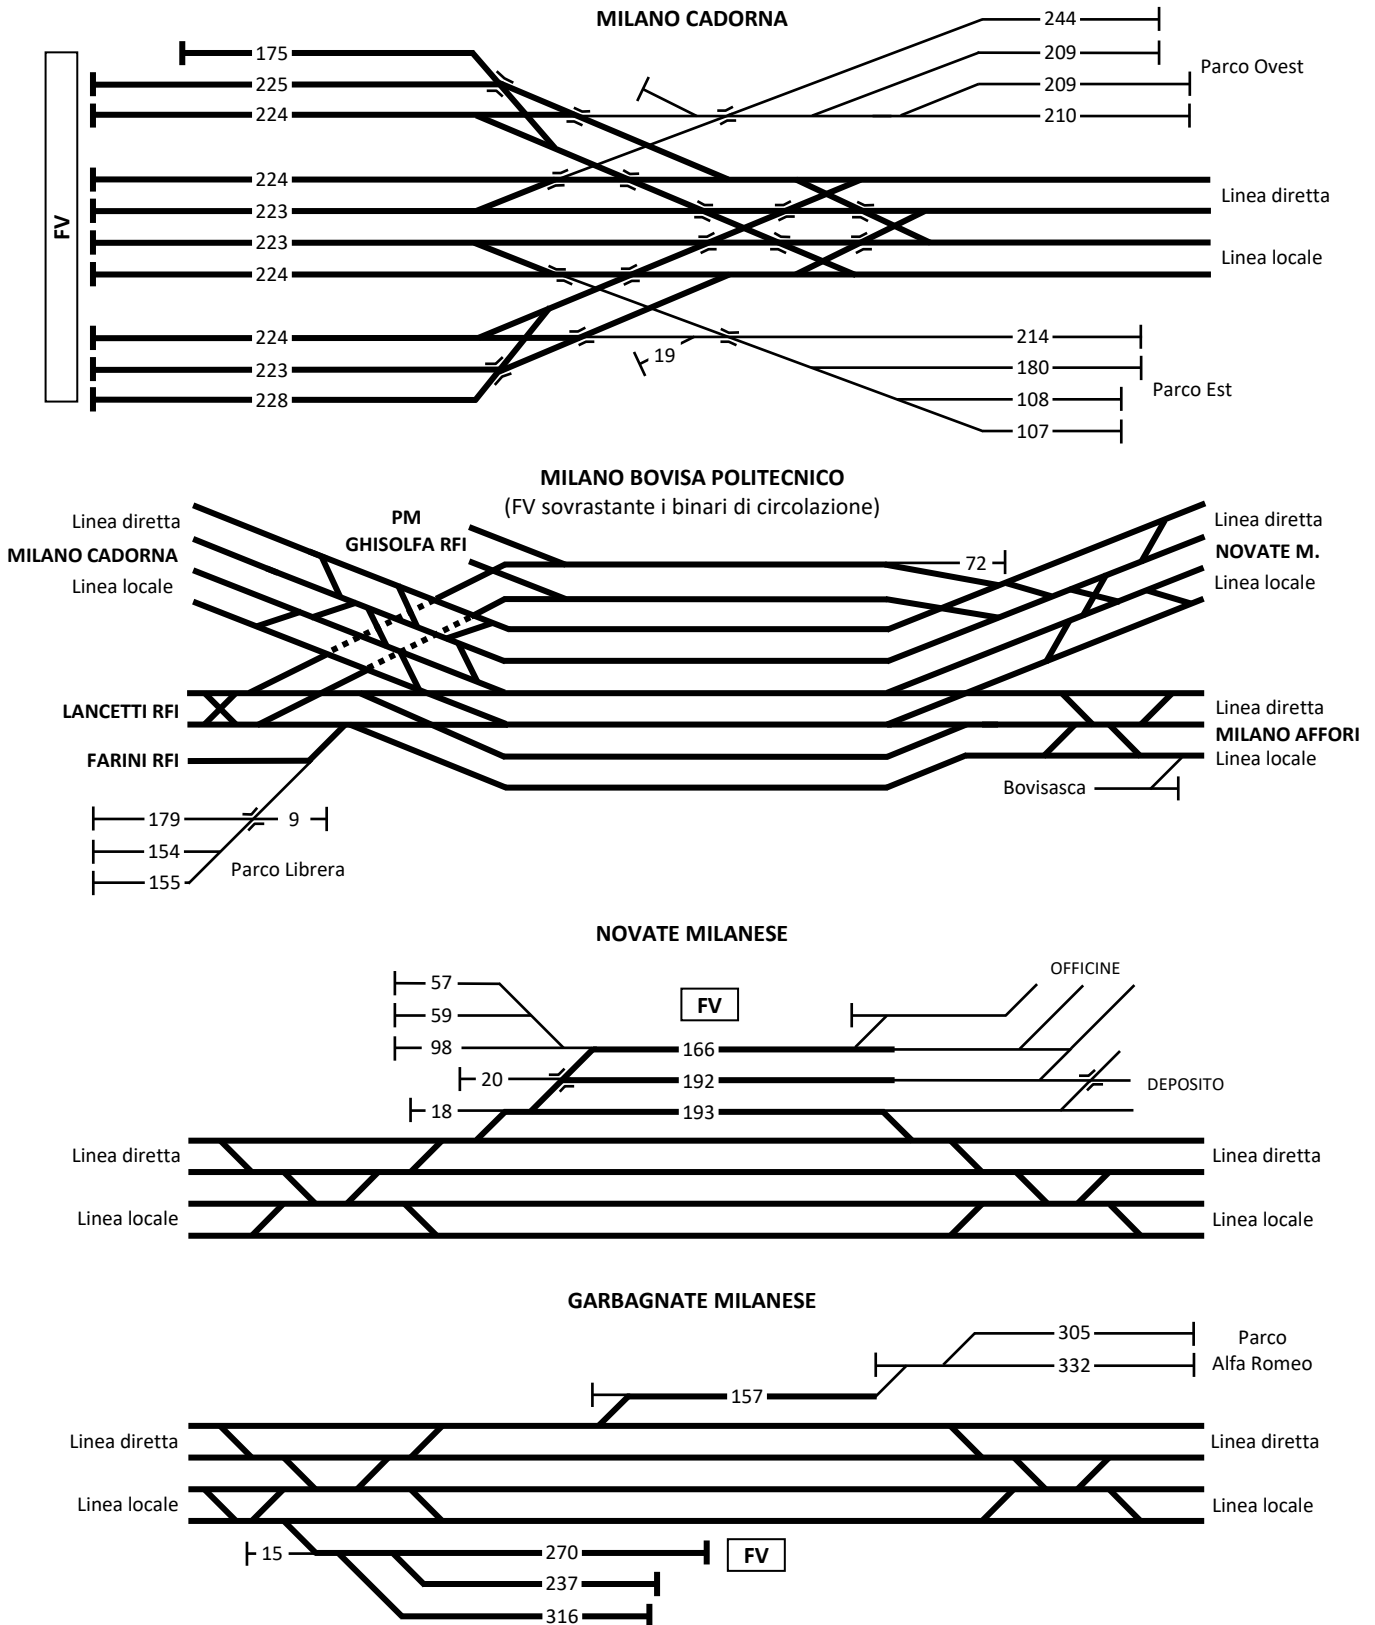 MILANO CADORNA
244
175
209
Parco Ovest
225
209
224
210
224
Linea diretta
223
FV
223
Linea locale
224
224
214
19
223
180
Parco Est
228
108
107
MILANO BOVISA POLITECNICO
(FV sovrastante i binari di circolazione)
Linea diretta
PM
Linea diretta
MILANO CADORNA
GHISOLFA RFI
NOVATE M.
72
Linea locale
Linea locale
LANCETTI RFI
Linea diretta
MILANO AFFORI
FARINI RFI
Linea locale
Bovisasca
179
9
154
Parco Librera
155
NOVATE MILANESE
OFFICINE
57
FV
59
98
166
20
192
DEPOSITO
18
193
Linea diretta
Linea diretta
Linea locale
Linea locale
GARBAGNATE MILANESE
305
Parco
332
Alfa Romeo
157
Linea diretta
Linea diretta
Linea locale
Linea locale
15
270
FV
237
316